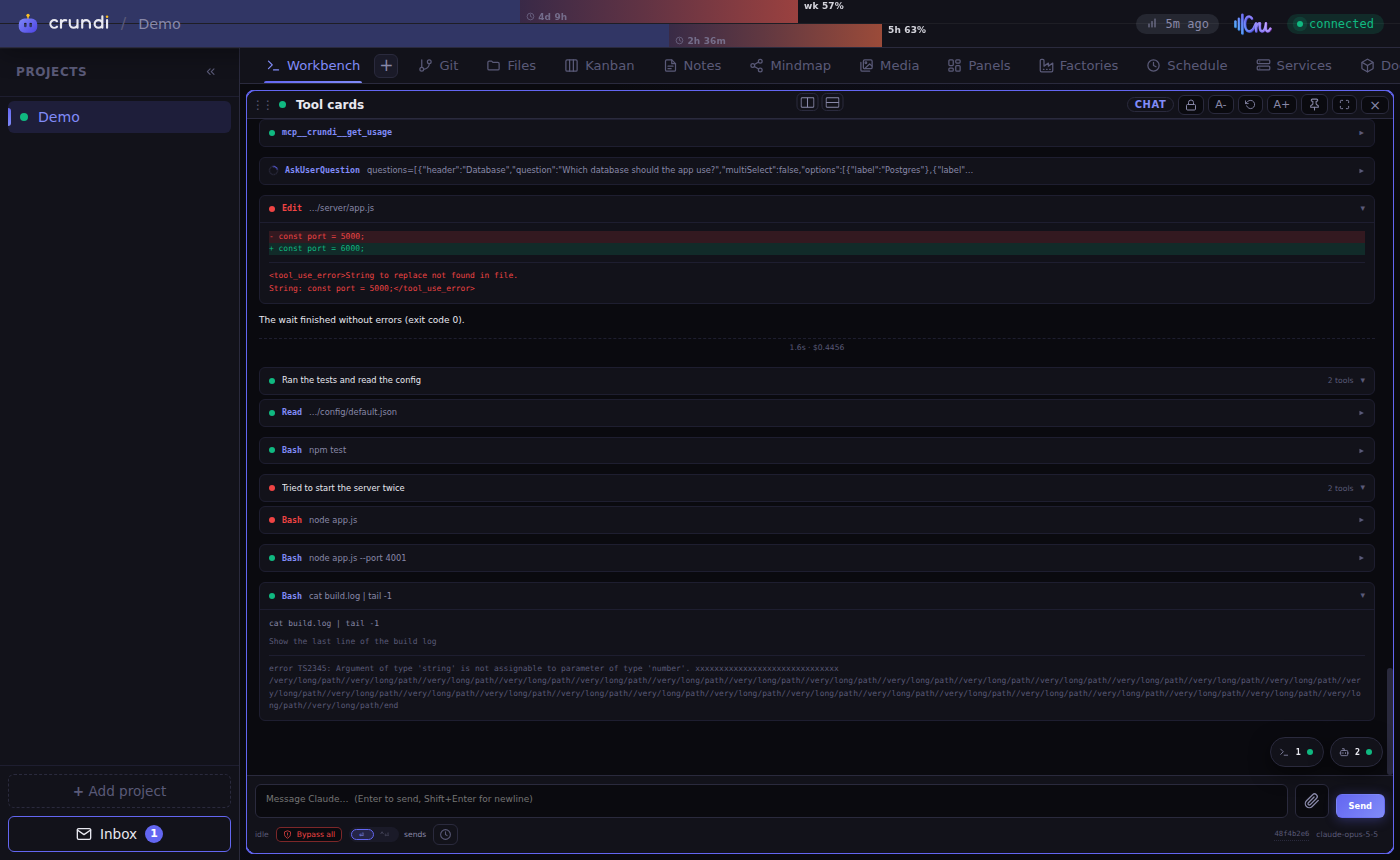 crundi / Demo
4d 9h
wk 57%
2h 36m
5h 63%
5m ago
connected
PROJECTS
«
Workbench
+
Git
Files
Kanban
Notes
Mindmap
Media
Panels
Factories
Schedule
Services
Do
Demo
Tool cards
CHAT
A-
A+
mcp__crundi__get_usage
AskUserQuestion questions=[{"header":"Database","question":"Which database should the app use?","multiSelect":false,"options":[{"label":"Postgres"},{"label"...
Edit .../server/app.js
- const port = 5000;
+ const port = 6000;
<tool_use_error>String to replace not found in file.
String: const port = 5000;</tool_use_error>
The wait finished without errors (exit code 0).
1.6s · $0.4456
Ran the tests and read the config
2 tools
Read .../config/default.json
Bash npm test
Tried to start the server twice
2 tools
Bash node app.js
Bash node app.js --port 4001
Bash cat build.log | tail -1
cat build.log | tail -1
Show the last line of the build log
error TS2345: Argument of type 'string' is not assignable to parameter of type 'number'. xxxxxxxxxxxxxxxxxxxxxxxxxxxxxx
/very/long/path//very/long/path//very/long/path//very/long/path//very/long/path//very/long/path//very/long/path//very/long/path//very/long/path//very/long/path//very/long/path//very/long/path//very/long/path//very/long/path//ver
y/long/path//very/long/path//very/long/path//very/long/path//very/long/path//very/long/path//very/long/path//very/long/path//very/long/path//very/long/path//very/long/path//very/long/path//very/long/path//very/long/path//very/lo
ng/path//very/long/path/end
1
2
+ Add project
Inbox 1
Message Claude... (Enter to send, Shift+Enter for newline)
Send
idle
Bypass all
sends
48f4b2e6
claude-opus-5-5